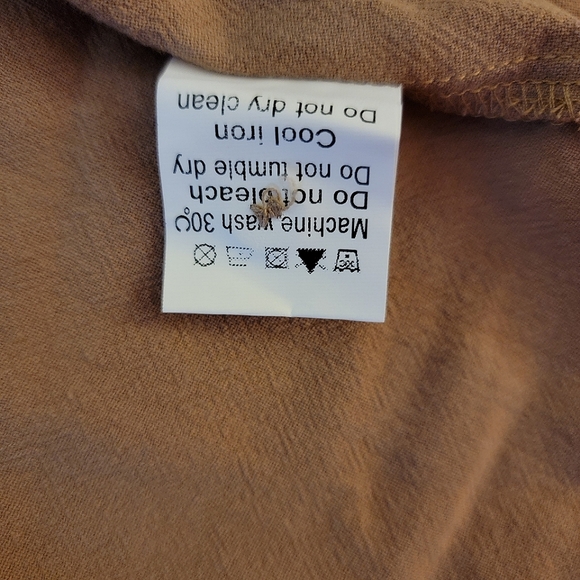 Machine wash 30°C
Do not bleach
Do not tumble dry
Cool iron
Do not dry clean